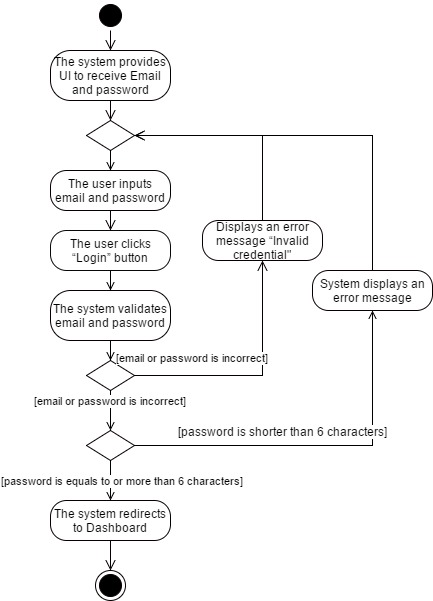 The system provides
UI to receive Email
and password
The user inputs
email and password
The user clicks
“Login” button
Displays an error
message “Invalid
credential"
System displays an
error message
The system validates
email and password
[email or password is incorrect]
[email or password is incorrect]
[password is shorter than 6 characters]
[password is equals to or more than 6 characters]
The system redirects
to Dashboard